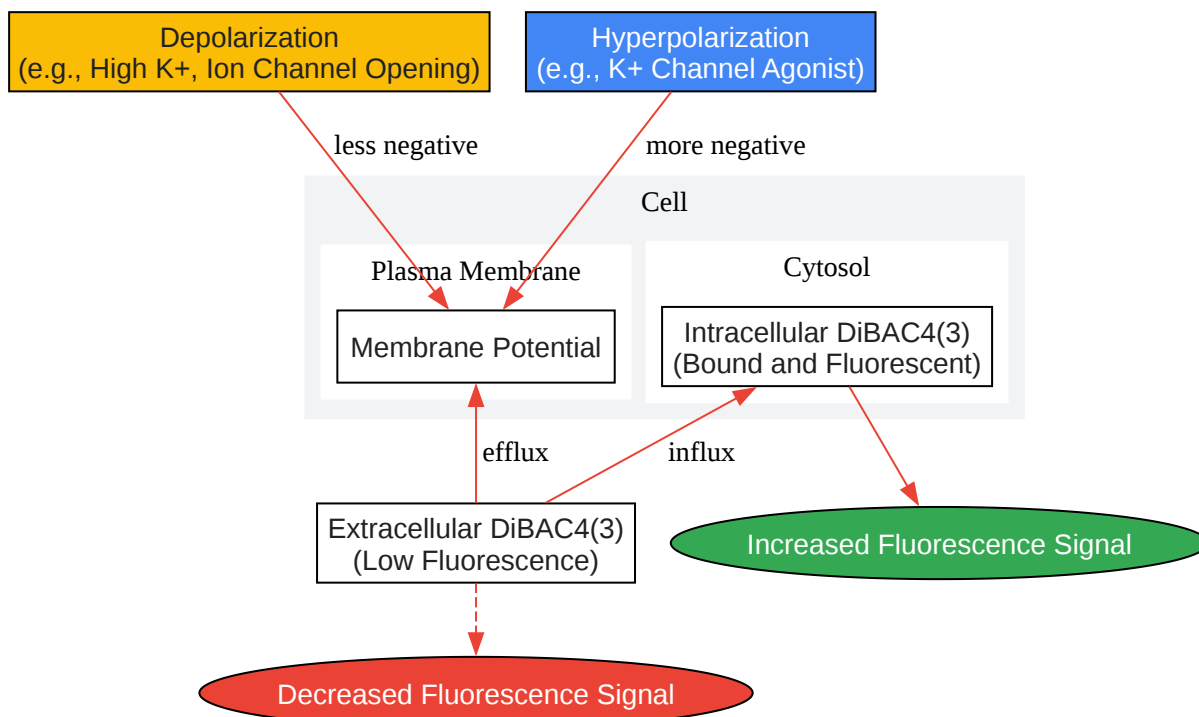 Depolarization
(e.g., High K+, Ion Channel Opening)
Hyperpolarization
(e.g., K+ Channel Agonist)
less negative
more negative
Cell
Plasma Membrane
Cytosol
Membrane Potential
Intracellular DiBAC4(3)
(Bound and Fluorescent)
efflux
influx
Extracellular DiBAC4(3)
(Low Fluorescence)
Increased Fluorescence Signal
Decreased Fluorescence Signal